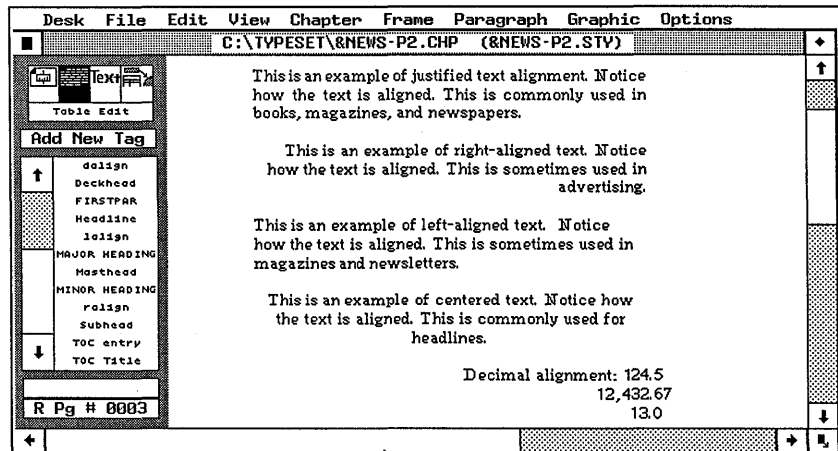 Desk File Edit View Chapter Frame Paragraph Graphic Options
C:\TYPESET\&NEWS-P2.CHP (&NEWS-P2.STY)
Text
Table Edit
Add New Tag
dalign
Deckhead
FIRSTPAR
Headline
lalign
MAJOR HEADING
Masthead
MINOR HEADING
ralign
Subhead
TOC entry
TOC Title
R Pg # 0003
This is an example of justified text alignment. Notice
how the text is aligned. This is commonly used in
books, magazines, and newspapers.
This is an example of right-aligned text. Notice
how the text is aligned. This is sometimes used in
advertising.
This is an example of left-aligned text. Notice
how the text is aligned. This is sometimes used in
magazines and newsletters.
This is an example of centered text. Notice how
the text is aligned. This is commonly used for
headlines.
Decimal alignment: 124.5
12,432.67
13.0